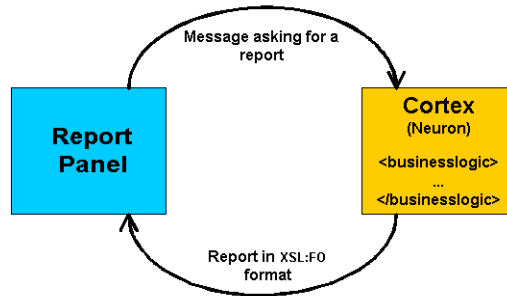 Message asking for a
report
Report
Panel
Cortex
(Neuron)
<businesslogic>
...
</businesslogic>
Report in XSL:FO
format